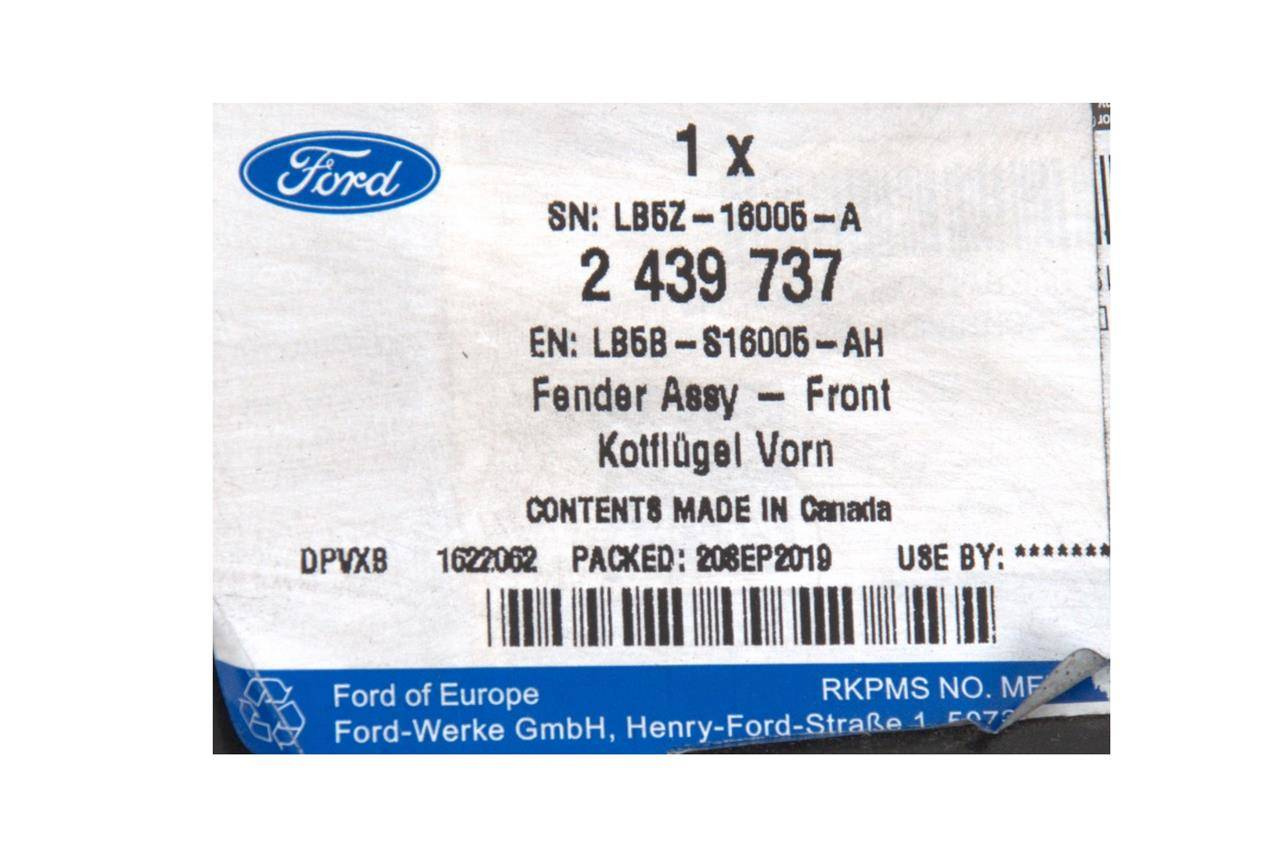 Ford
1 x
SN: LB5Z-16005-A
2 439 737
EN: LB5B-S16005-AH
Fender Assy - Front
Kotflügel Vorn
CONTENTS MADE IN Canada
DPVXB 1622062 PACKED: 20SEP2019 USE BY: *******
Ford of Europe RKPMS NO.
Ford-Werke GmbH, Henry-Ford-Straße 1,